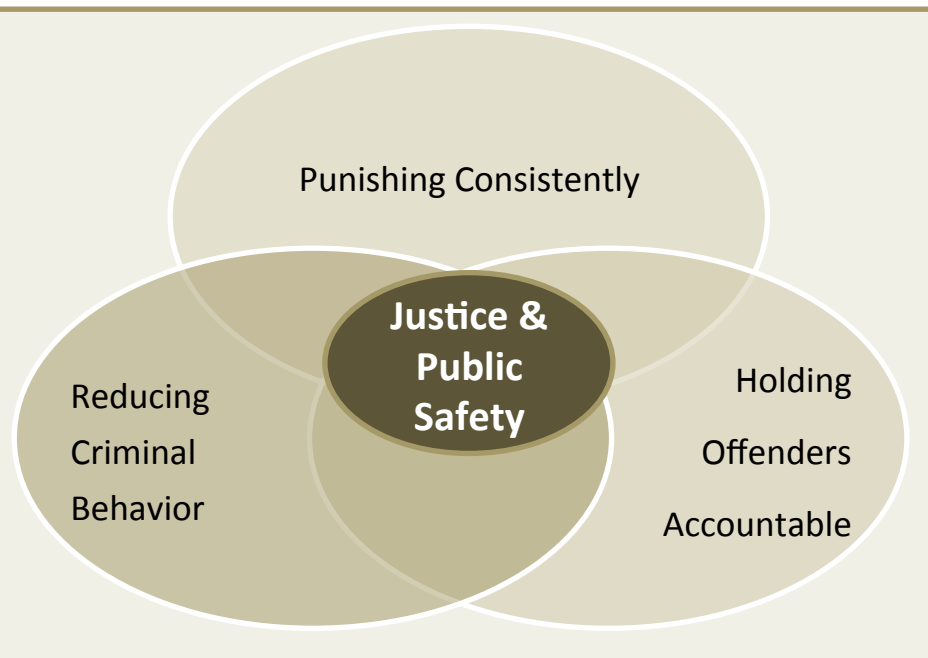 Punishing Consistently
Justice &
Public
Safety
Reducing
Criminal
Behavior
Holding
Offenders
Accountable